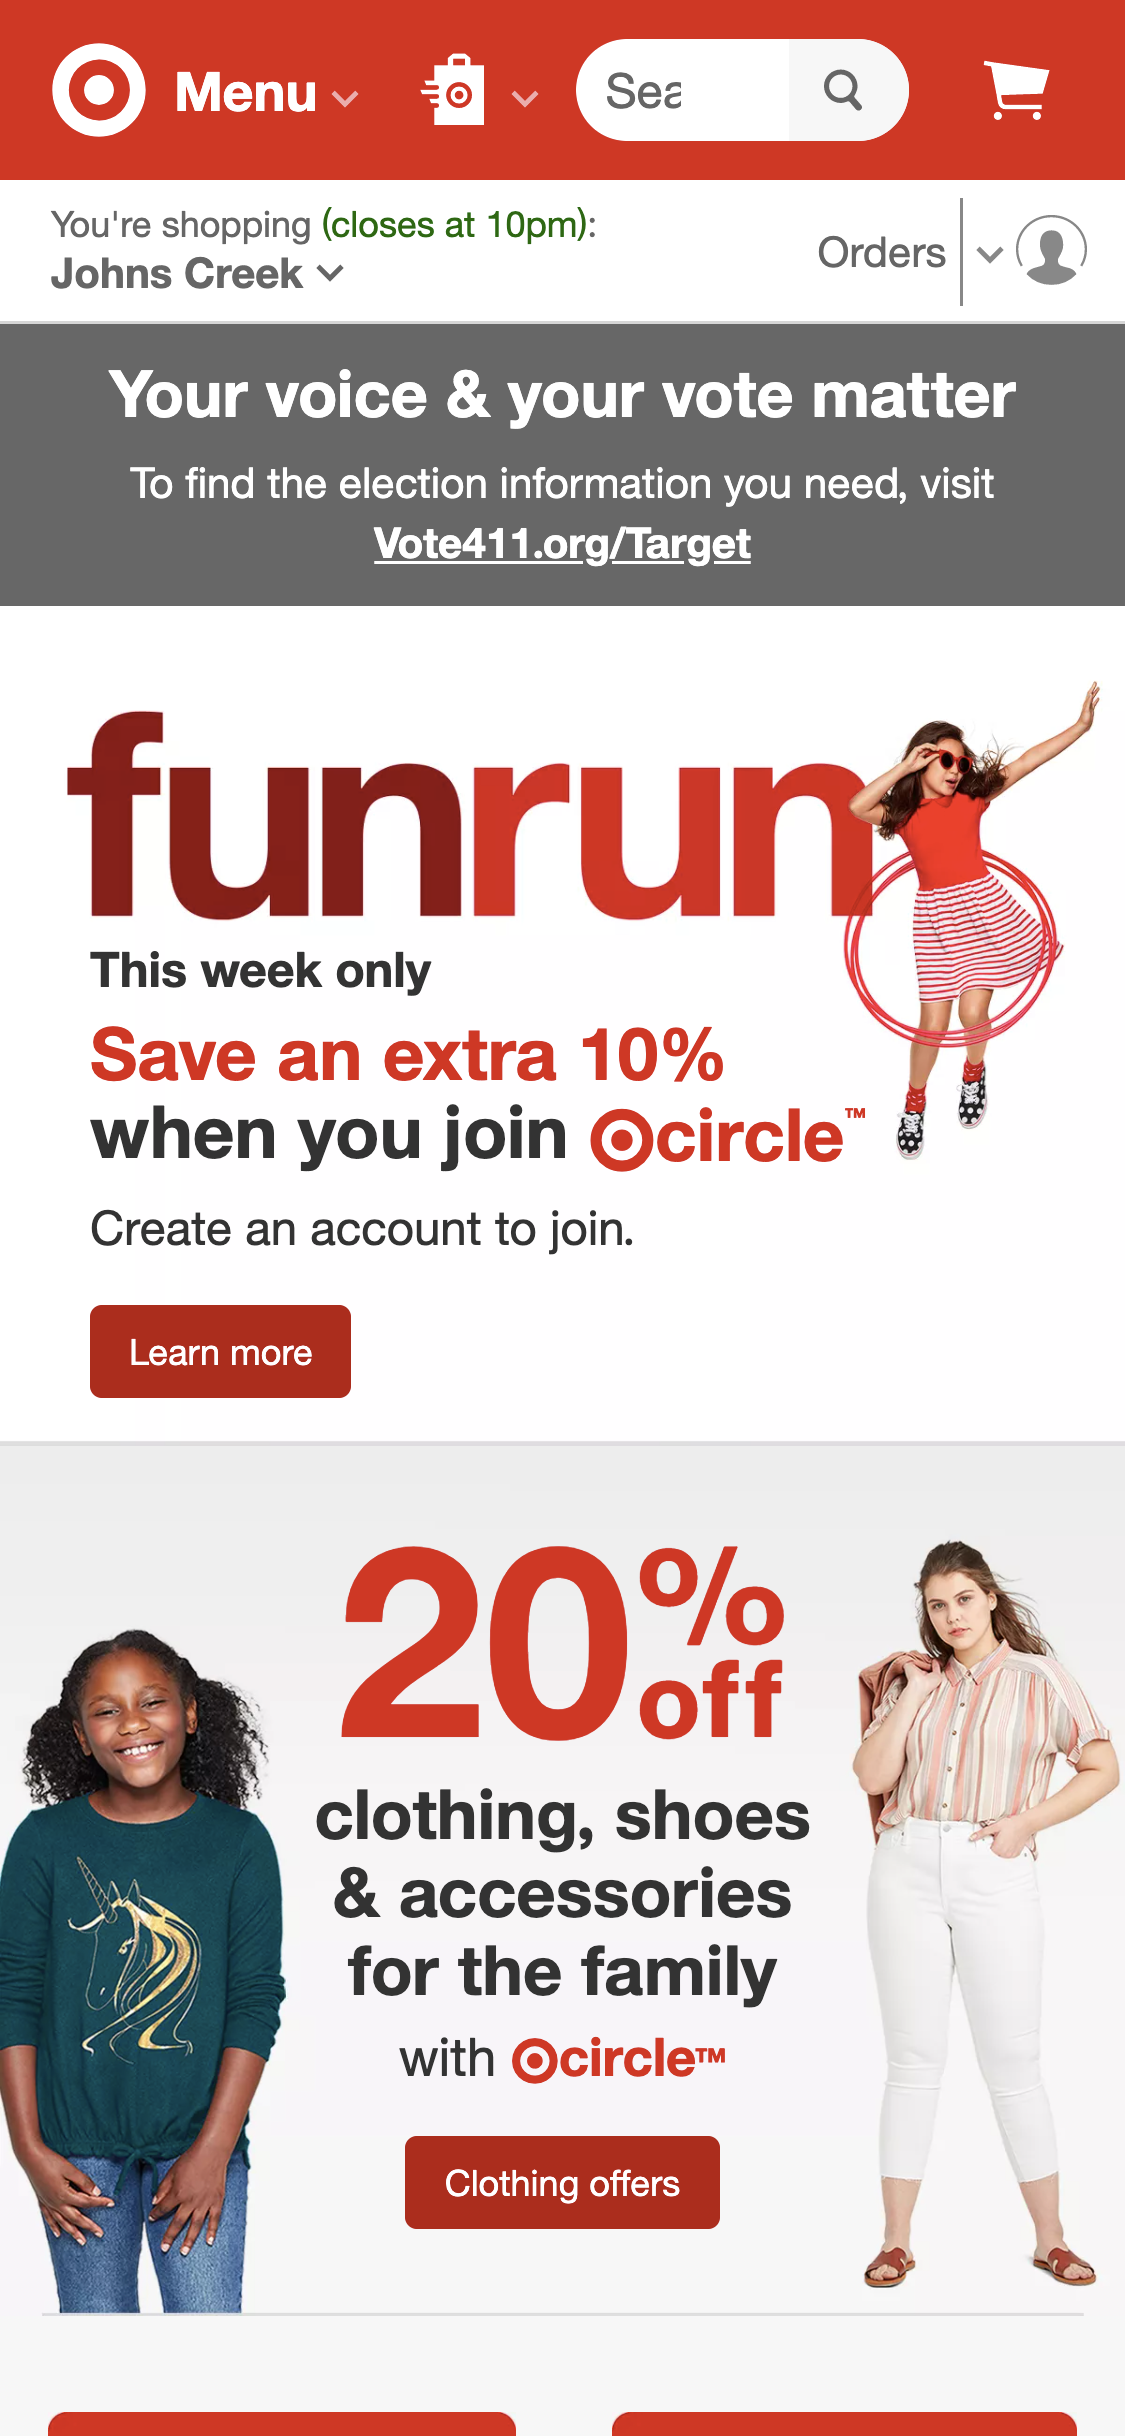 Menu
Sea
You're shopping (closes at 10pm):
Johns Creek
Orders
Your voice & your vote matter
To find the election information you need, visit
Vote411.org/Target
funrun
This week only
Save an extra 10%
when you join circle™
Create an account to join.
Learn more
20% off
clothing, shoes
& accessories
for the family
with circle™
Clothing offers